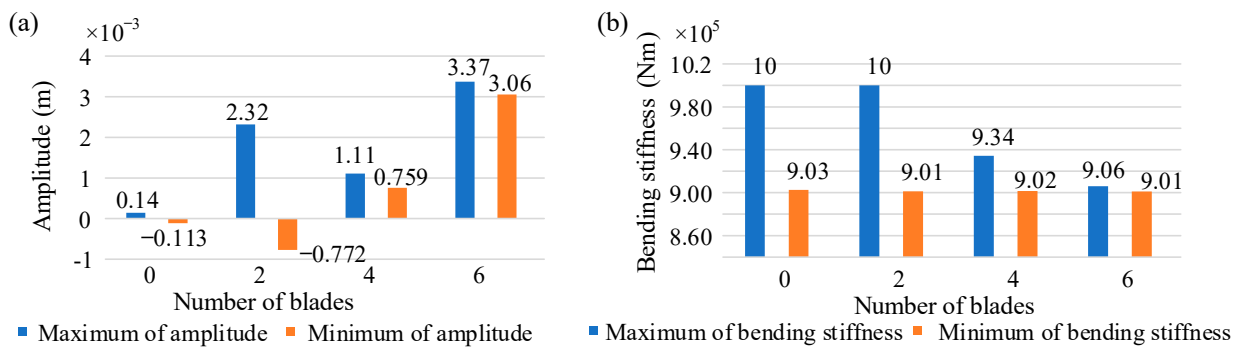 (a)
×10⁻³
Amplitude (m)
4
3
2
1
0
-1
0.14
−0.113
2.32
−0.772
1.11
0.759
3.37
3.06
0 2 4 6
Number of blades
Maximum of amplitude Minimum of amplitude
(b)
×10⁵
Bending stiffness (Nm)
10.2
9.80
9.40
9.00
8.60
10
9.03
10
9.01
9.34
9.02
9.06
9.01
0 2 4 6
Number of blades
Maximum of bending stiffness Minimum of bending stiffness